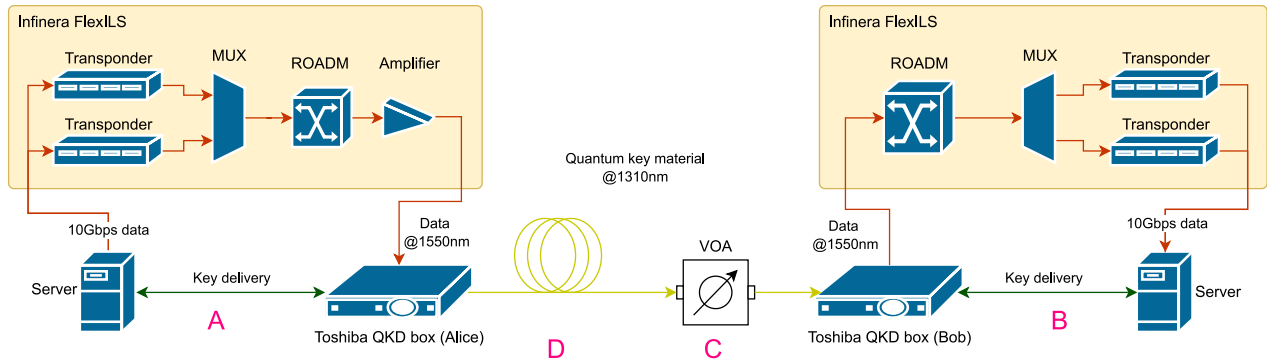 Infinera FlexILS
Transponder
MUX
ROADM
Amplifier
Transponder
10Gbps data
Data
@1550nm
Server
Key delivery
A
Toshiba QKD box (Alice)
Quantum key material
@1310nm
D
VOA
C
Infinera FlexILS
ROADM
MUX
Transponder
Transponder
Data
@1550nm
10Gbps data
Key delivery
Server
B
Toshiba QKD box (Bob)